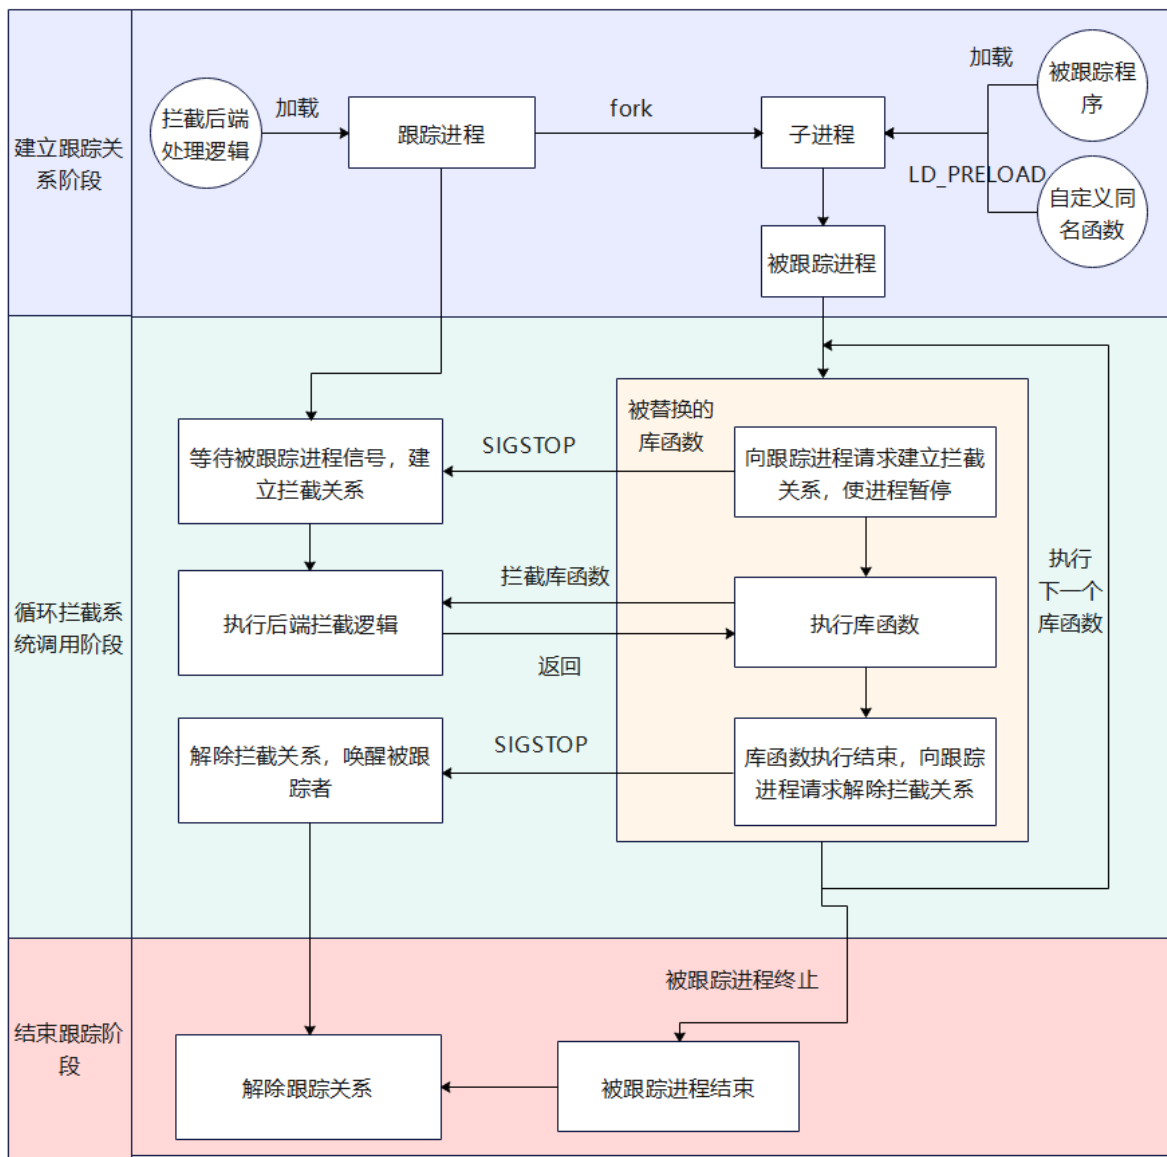 建立跟踪关
系阶段
拦截后端
处理逻辑
加载
跟踪进程
fork
子进程
加载
被跟踪程
序
LD_PRELOAD
自定义同
名函数
被跟踪进程
循环拦截系
统调用阶段
被替换的
库函数
等待被跟踪进程信号，建
立拦截关系
SIGSTOP
向跟踪进程请求建立拦截
关系，使进程暂停
执行后端拦截逻辑
拦截库函数
返回
执行库函数
执行
下一个
库函数
解除拦截关系，唤醒被跟
踪者
SIGSTOP
库函数执行结束，向跟踪
进程请求解除拦截关系
结束跟踪阶
段
被跟踪进程终止
解除跟踪关系
被跟踪进程结束